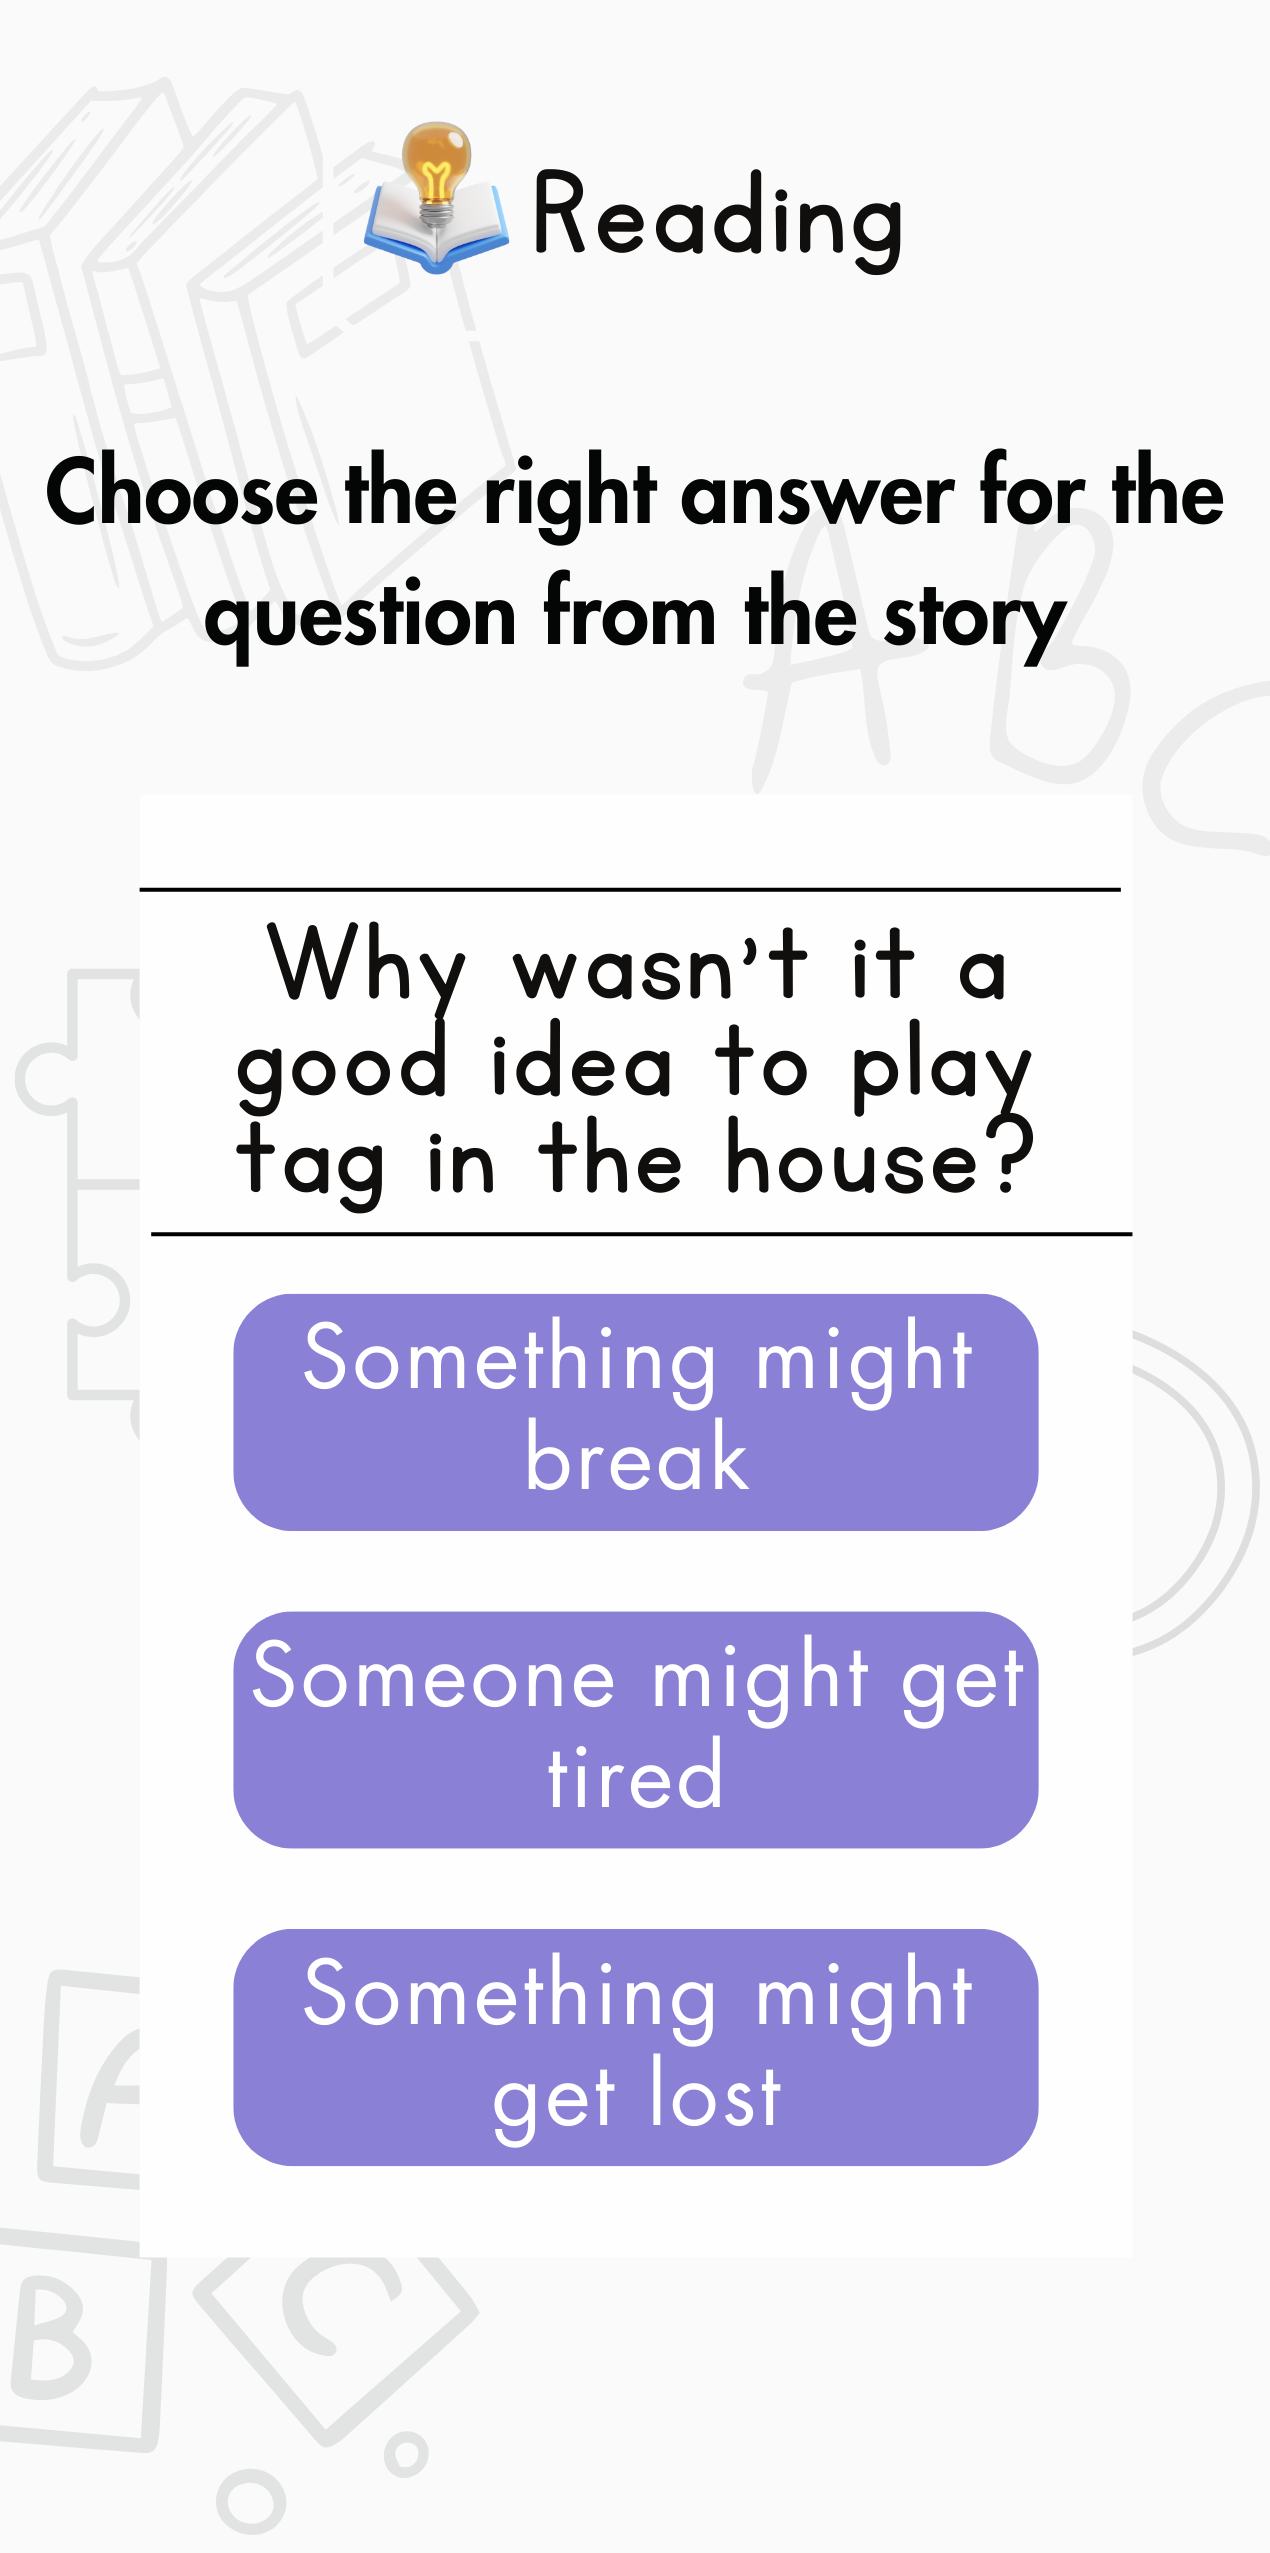 Reading
Choose the right answer for the
question from the story
Why wasn't it a
good idea to play
tag in the house?
Something might
break
Someone might get
tired
Something might
get lost
A B C
A
B C